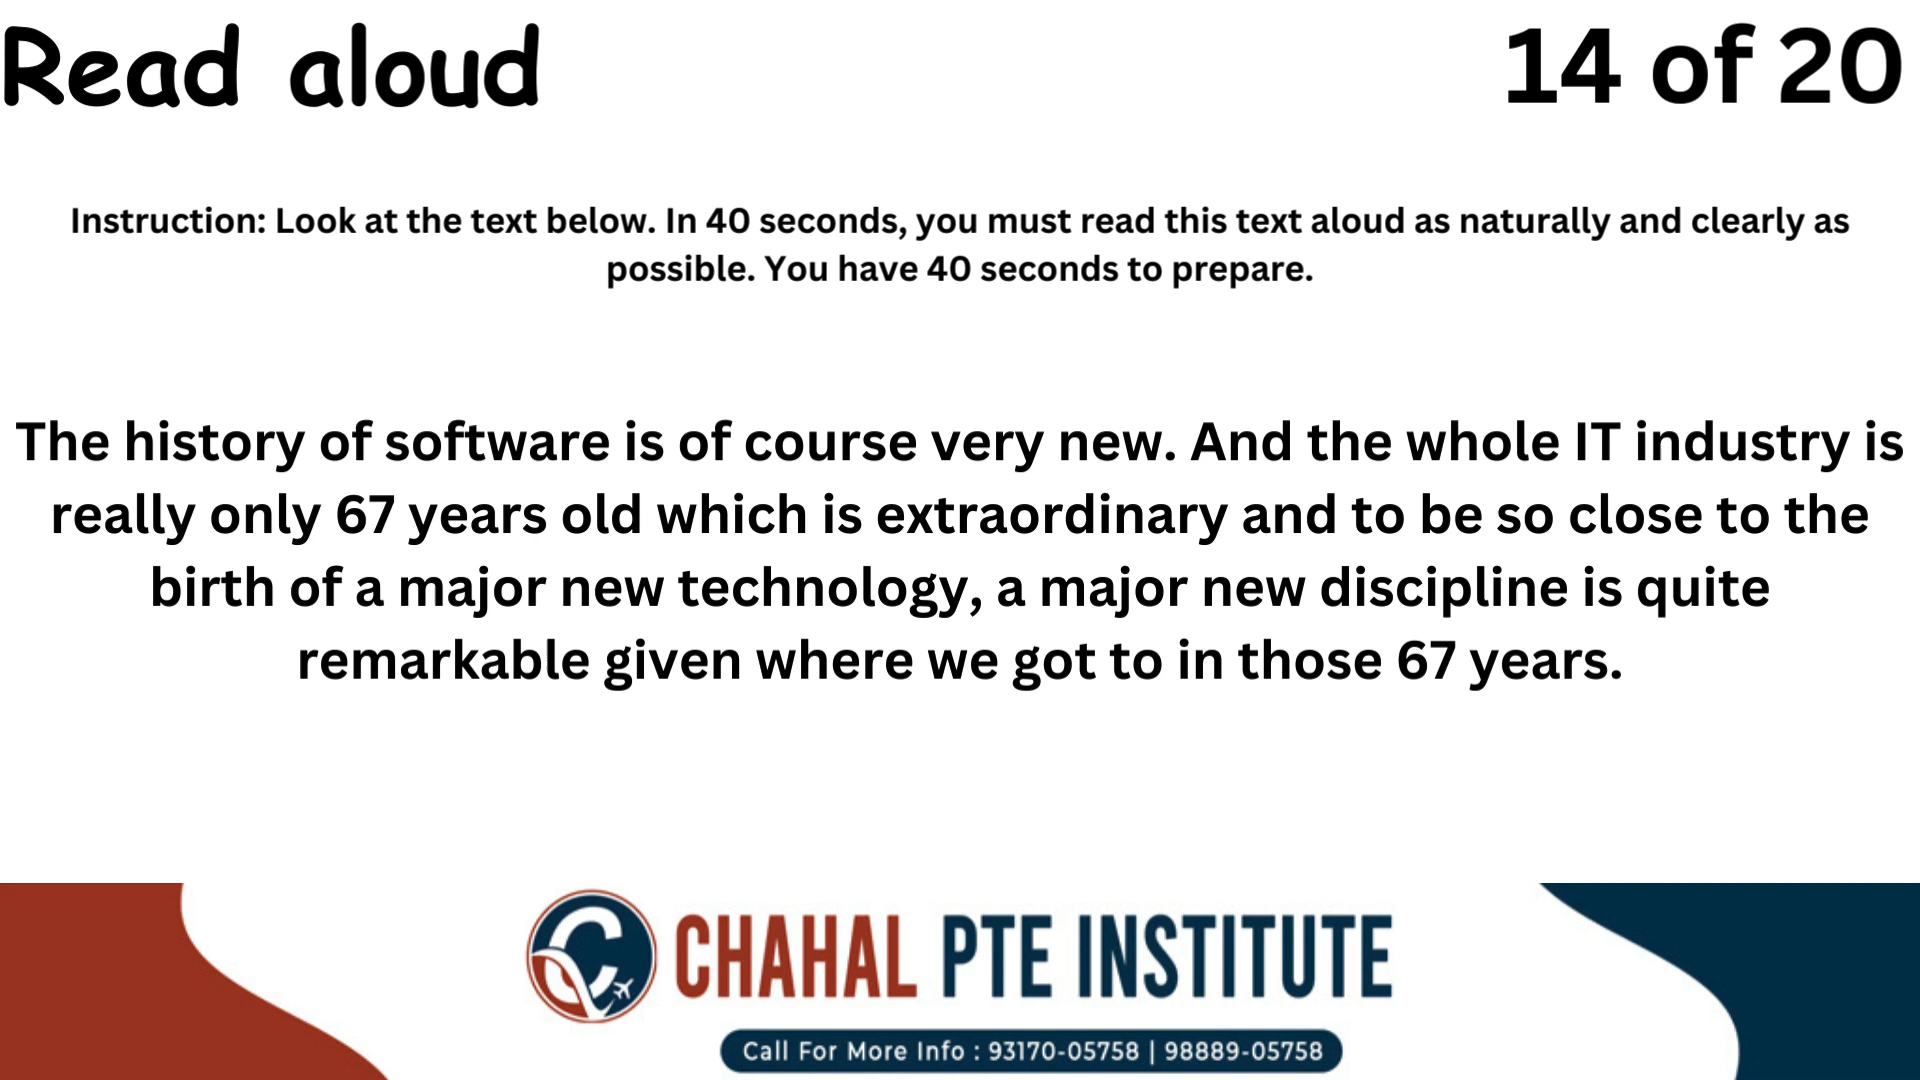 Read aloud
14 of 20
Instruction: Look at the text below. In 40 seconds, you must read this text aloud as naturally and clearly as
possible. You have 40 seconds to prepare.
The history of software is of course very new. And the whole IT industry is
really only 67 years old which is extraordinary and to be so close to the
birth of a major new technology, a major new discipline is quite
remarkable given where we got to in those 67 years.
CHAHAL PTE INSTITUTE
Call For More Info : 93170-05758 | 98889-05758